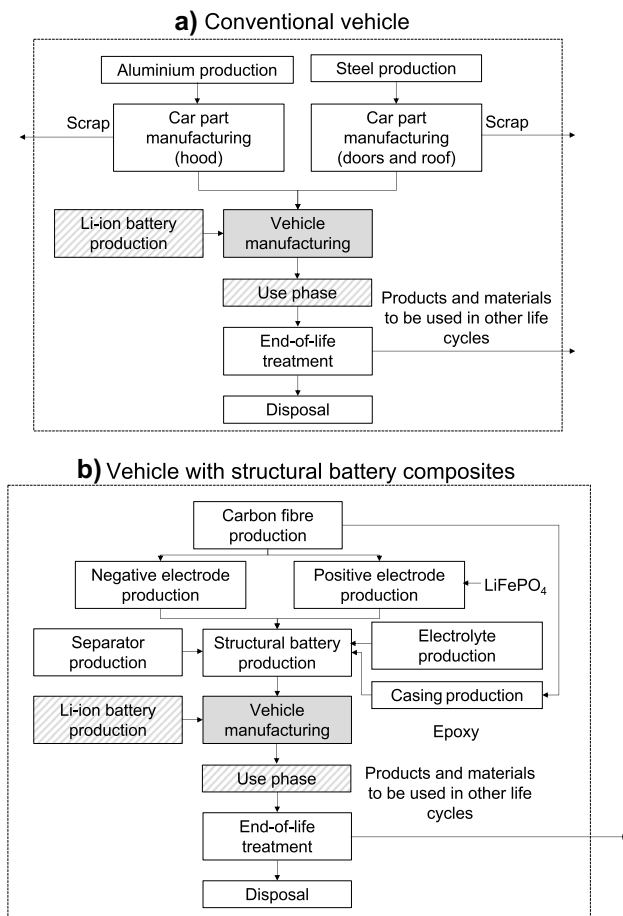 a) Conventional vehicle
Aluminium production
Steel production
Scrap
Car part
manufacturing
(hood)
Car part
manufacturing
(doors and roof)
Scrap
Li-ion battery
production
Vehicle
manufacturing
Use phase
Products and materials
to be used in other life
cycles
End-of-life
treatment
Disposal
b) Vehicle with structural battery composites
Carbon fibre
production
Negative electrode
production
Positive electrode
production
LiFePO₄
Separator
production
Structural battery
production
Electrolyte
production
Casing production
Li-ion battery
production
Vehicle
manufacturing
Epoxy
Use phase
Products and materials
to be used in other life
cycles
End-of-life
treatment
Disposal